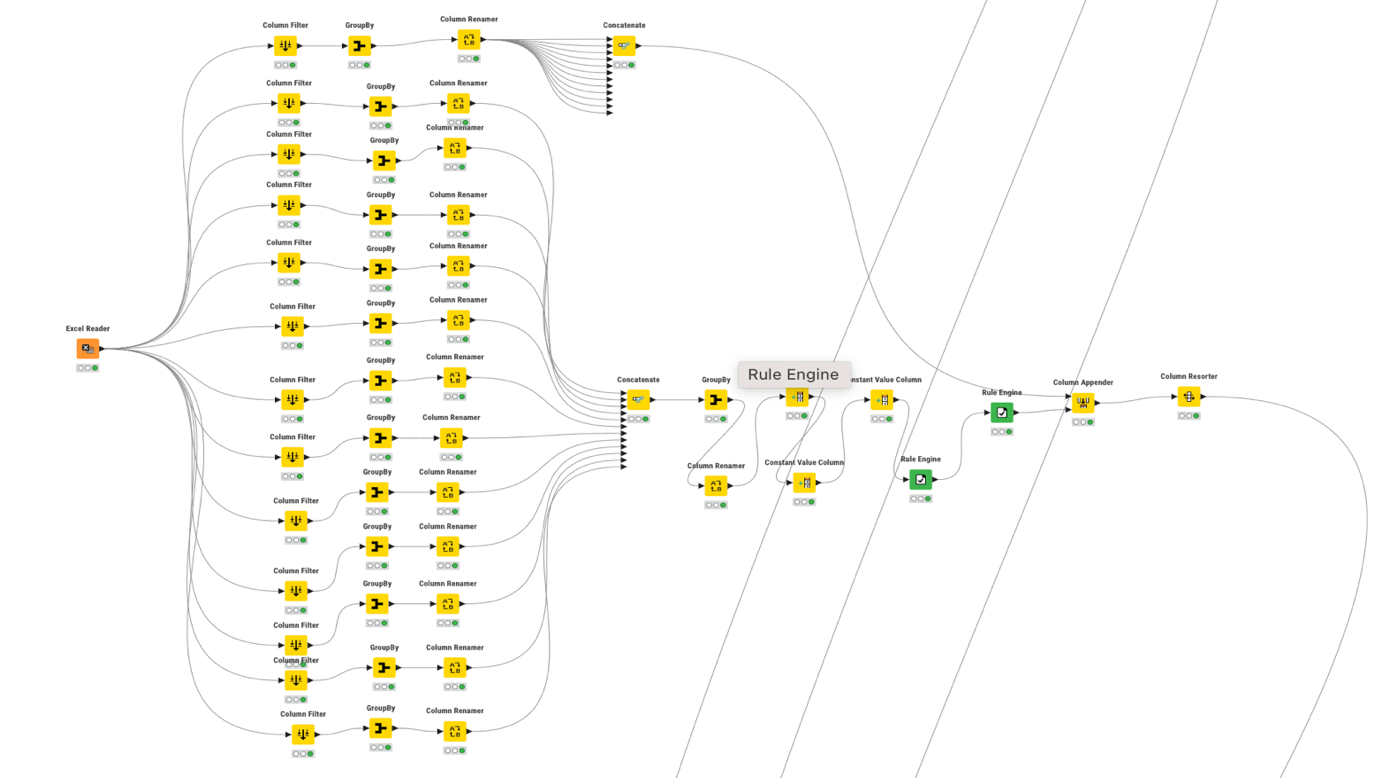 Column Filter
GroupBy
Column Renamer
Concatenate
Column Filter
GroupBy
Column Renamer
Column Filter
GroupBy
Column Renamer
Column Filter
GroupBy
Column Renamer
Column Filter
GroupBy
Column Renamer
Column Filter
GroupBy
Column Renamer
Excel Reader
Column Filter
GroupBy
Column Renamer
Concatenate
GroupBy
Rule Engine
onstant Value Column
Rule Engine
Column Appender
Column Resorter
Column Filter
GroupBy
Column Renamer
Column Renamer
Constant Value Column
Rule Engine
Column Filter
GroupBy
Column Renamer
Column Filter
GroupBy
Column Renamer
Column Filter
GroupBy
Column Renamer
Column Filter
Column Filter
GroupBy
Column Renamer
Column Filter
GroupBy
Column Renamer